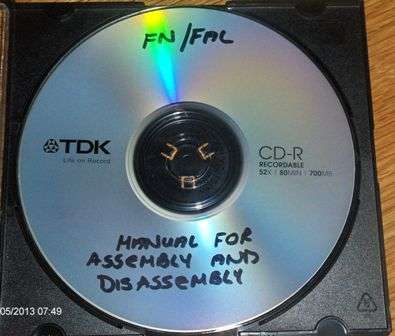 FN/FAL
TDK
Life on Record
CD-R
RECORDABLE
52X | 80MIN | 700MB
MANUAL FOR
ASSEMBLY AND
DISASSEMBLY
05/2013 07:49